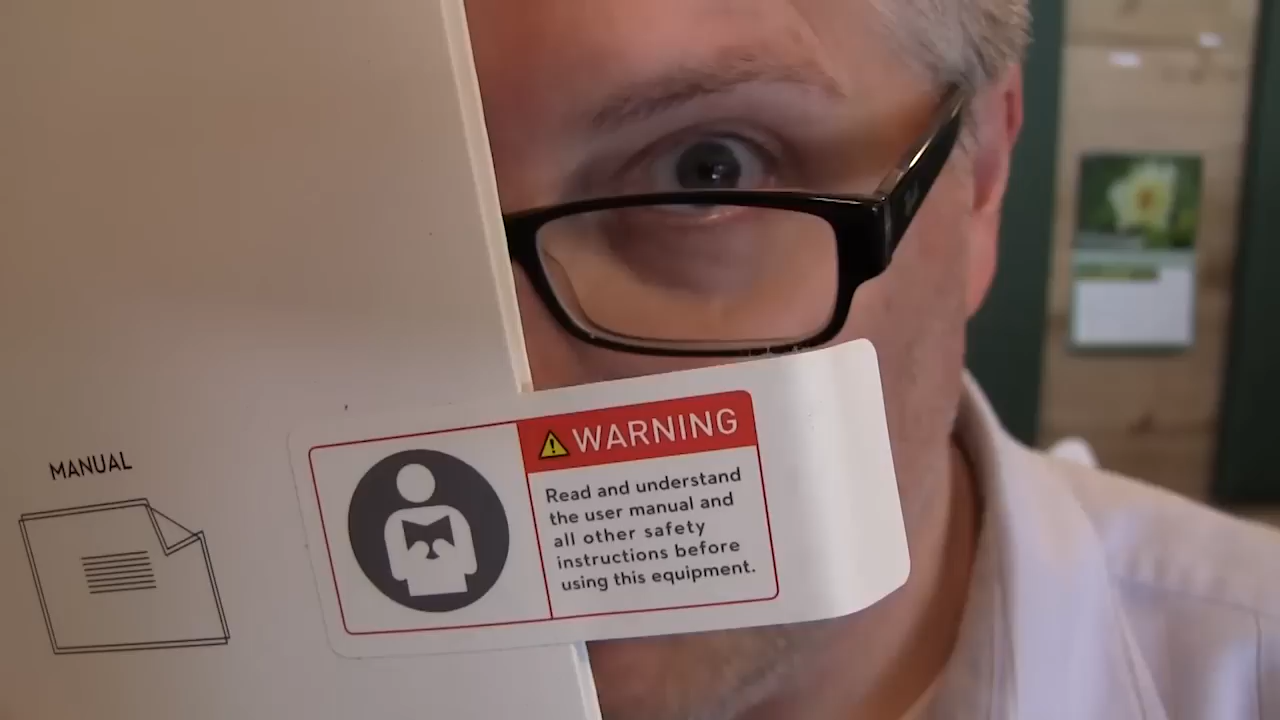 MANUAL
WARNING
Read and understand
the user manual and
all other safety
instructions before
using this equipment.